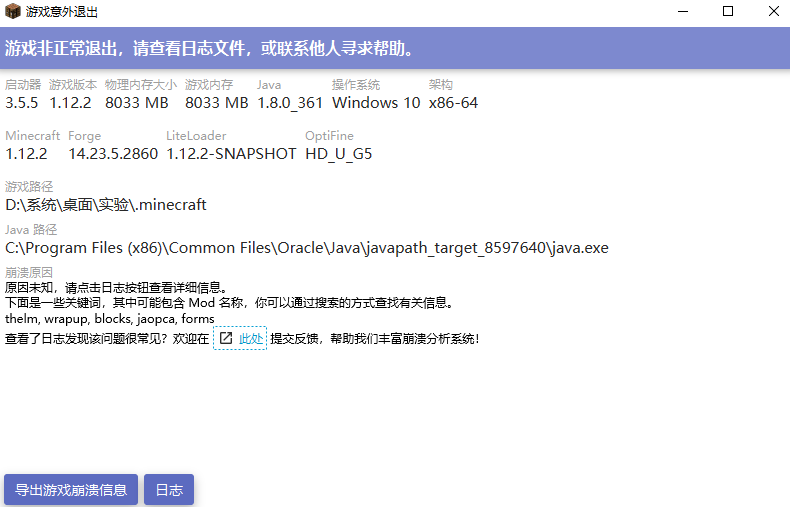 游戏意外退出
游戏非正常退出，请查看日志文件，或联系他人寻求帮助。
启动器 游戏版本 物理内存大小 游戏内存 Java 操作系统 架构
3.5.5 1.12.2 8033 MB 8033 MB 1.8.0_361 Windows 10 x86-64
Minecraft Forge LiteLoader OptiFine
1.12.2 14.23.5.2860 1.12.2-SNAPSHOT HD_U_G5
游戏路径
D:\系统\桌面\实验\.minecraft
Java 路径
C:\Program Files (x86)\Common Files\Oracle\Java\javapath_target_8597640\java.exe
崩溃原因
原因未知，请点击日志按钮查看详细信息。
下面是一些关键词，其中可能包含 Mod 名称，你可以通过搜索的方式查找有关信息。
thelm, wrapup, blocks, jaopca, forms
查看了日志发现该问题很常见？欢迎在 此处 提交反馈，帮助我们丰富崩溃分析系统！
导出游戏崩溃信息 日志